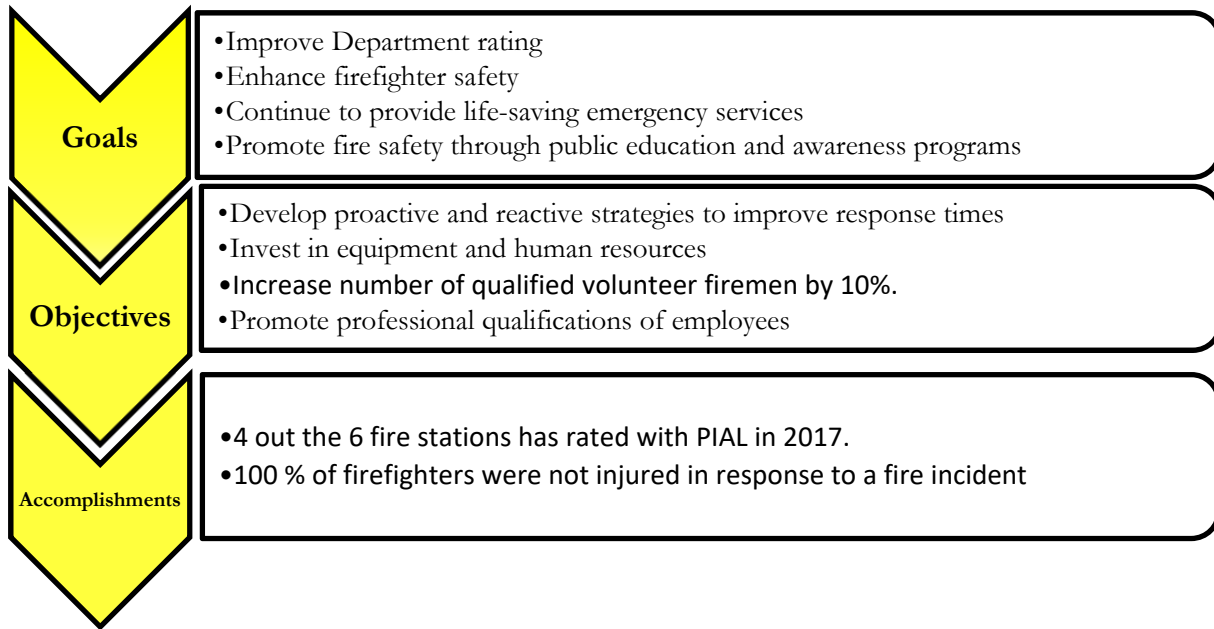 Goals
•Improve Department rating
•Enhance firefighter safety
•Continue to provide life-saving emergency services
•Promote fire safety through public education and awareness programs
Objectives
•Develop proactive and reactive strategies to improve response times
•Invest in equipment and human resources
•Increase number of qualified volunteer firemen by 10%.
•Promote professional qualifications of employees
Accomplishments
•4 out the 6 fire stations has rated with PIAL in 2017.
•100 % of firefighters were not injured in response to a fire incident